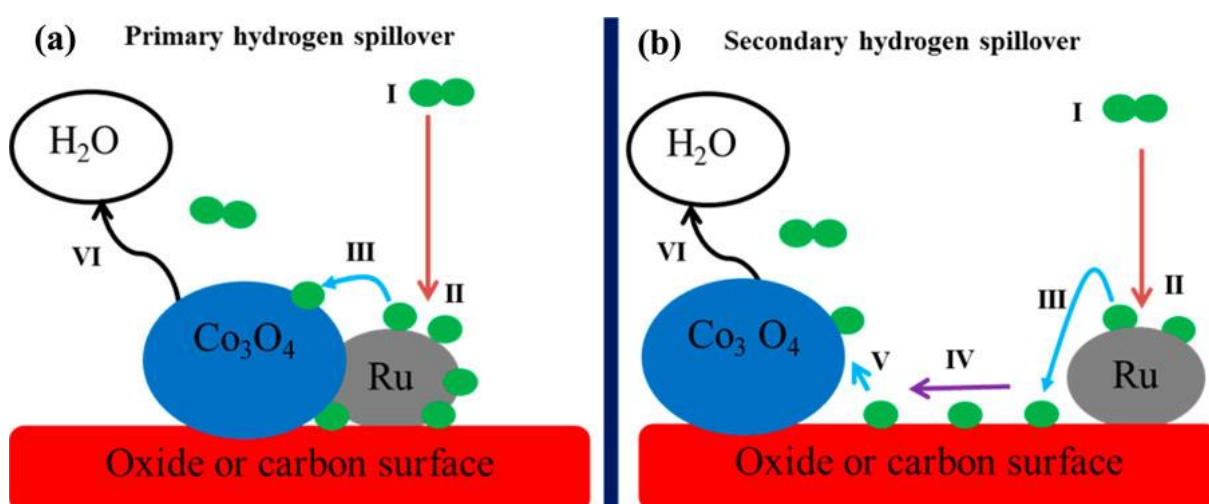 (a) Primary hydrogen spillover
I
H₂O
VI
III
II
Co₃O₄
Ru
Oxide or carbon surface
(b) Secondary hydrogen spillover
I
H₂O
VI
III
II
Co₃ O₄
V
IV
Ru
Oxide or carbon surface